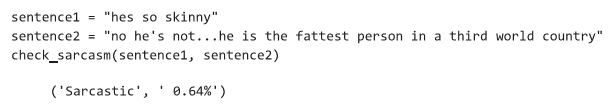 sentence1 = "hes so skinny"
sentence2 = "no he's not...he is the fattest person in a third world country"
check_sarcasm(sentence1, sentence2)
('Sarcastic', ' 0.64%')